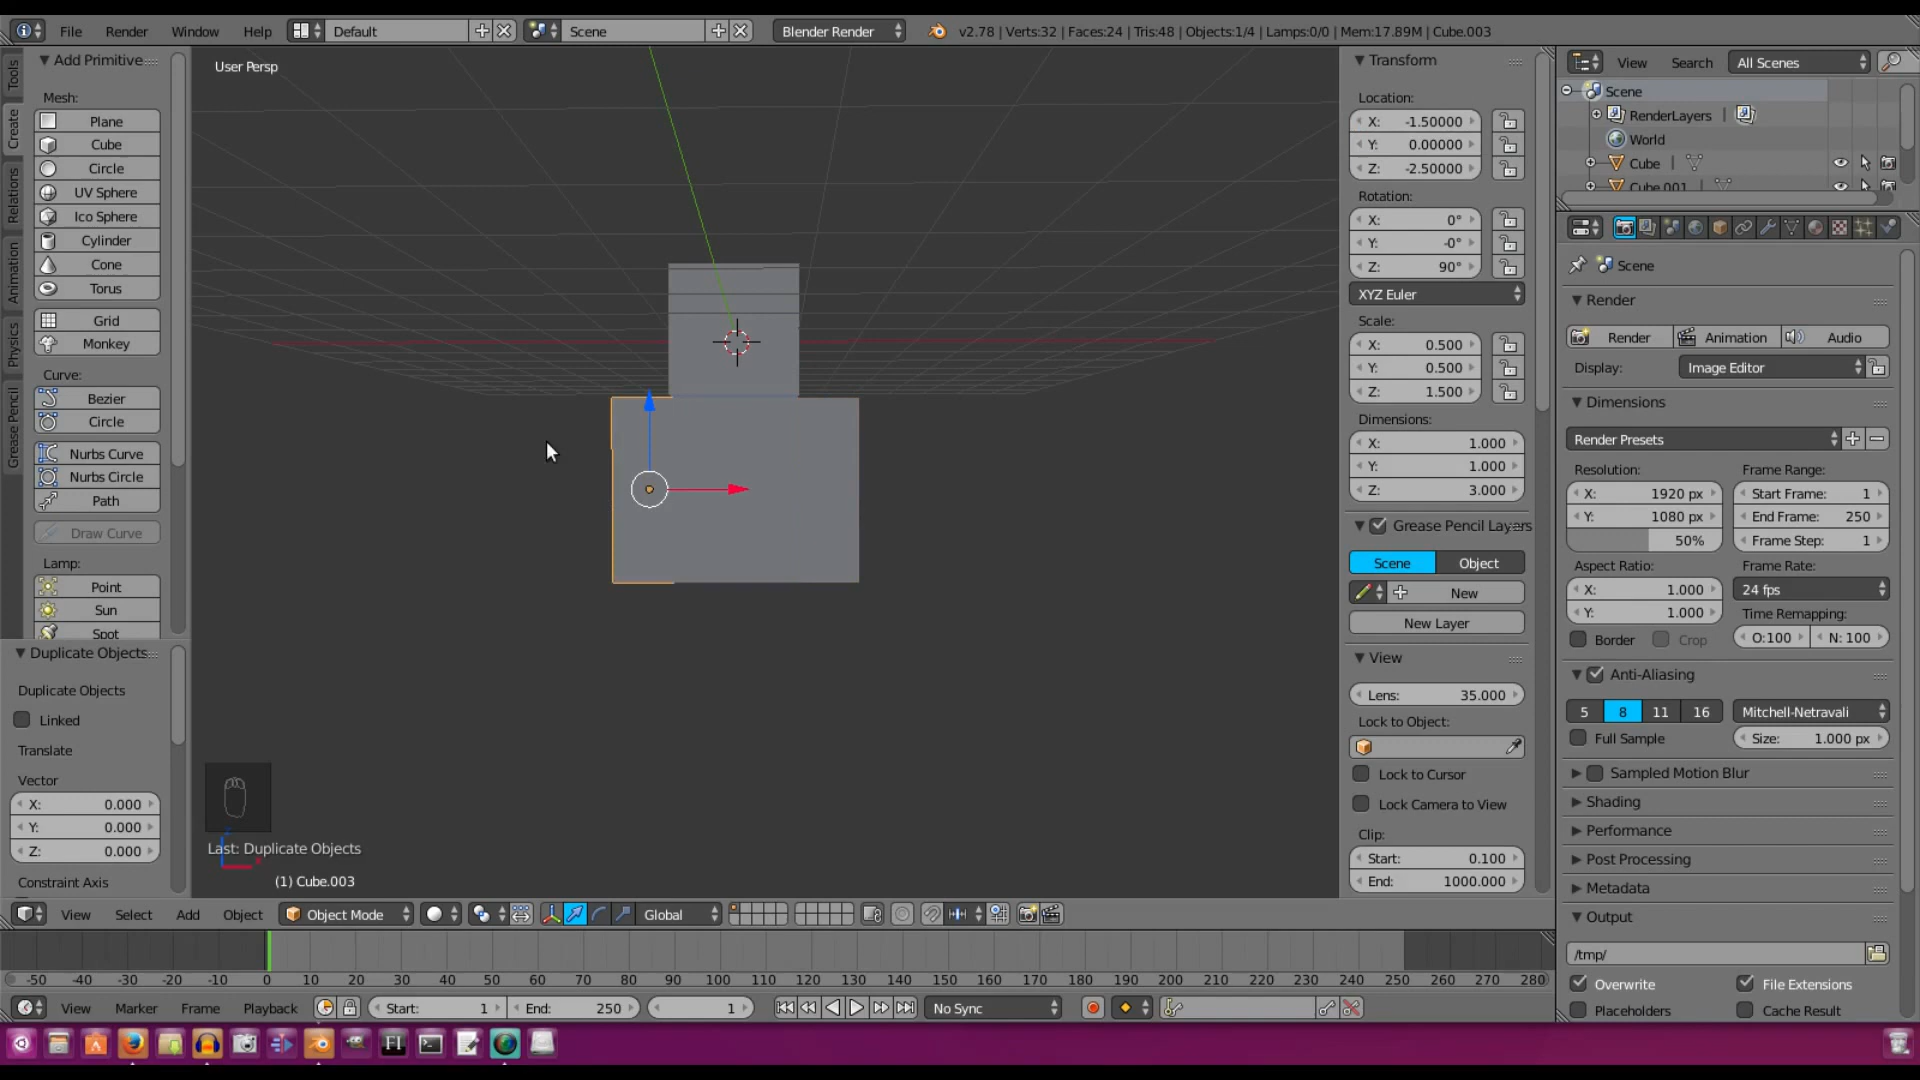 File Render Window Help Default Scene Blender Render v2.78 | Verts:32 | Faces:24 | Tris:48 | Objects:1/4 | Lamps:0/0 | Mem:17.89M | Cube.003
Tools
Create
Relations
Animation
Physics
Grease Pencil
Add Primitive
Mesh:
Plane
Cube
Circle
UV Sphere
Ico Sphere
Cylinder
Cone
Torus
Grid
Monkey
Curve:
Bezier
Circle
Nurbs Curve
Nurbs Circle
Path
Draw Curve
Lamp:
Point
Sun
Spot
Duplicate Objects
Duplicate Objects
Linked
Translate
Vector
X: 0.000
Y: 0.000
Z: 0.000
Constraint Axis
User Persp
Last: Duplicate Objects
(1) Cube.003
Transform
Location:
X: -1.50000
Y: 0.00000
Z: -2.50000
Rotation:
X: 0°
Y: -0°
Z: 90°
XYZ Euler
Scale:
X: 0.500
Y: 0.500
Z: 1.500
Dimensions:
X: 1.000
Y: 1.000
Z: 3.000
Grease Pencil Layers
Scene Object
New
New Layer
View
Lens: 35.000
Lock to Object:
Lock to Cursor
Lock Camera to View
Clip:
Start: 0.100
End: 1000.000
View Search All Scenes
Scene
RenderLayers |
World
Cube |
Cube.001
Scene
Render
Render Animation Audio
Display: Image Editor
Dimensions
Render Presets
Resolution: Frame Range:
X: 1920 px Start Frame: 1
Y: 1080 px End Frame: 250
50% Frame Step: 1
Aspect Ratio: Frame Rate:
X: 1.000 24 fps
Y: 1.000 Time Remapping:
Border Crop O:100 N: 100
Anti-Aliasing
5 8 11 16 Mitchell-Netravali
Full Sample Size: 1.000 px
Sampled Motion Blur
Shading
Performance
Post Processing
Metadata
Output
/tmp/
Overwrite File Extensions
Placeholders Cache Result
View Select Add Object Object Mode Global
-50 -40 -30 -20 -10 0 10 20 30 40 50 60 70 80 90 100 110 120 130 140 150 160 170 180 190 200 210 220 230 240 250 260 270 280
View Marker Frame Playback Start: 1 End: 250 1 No Sync